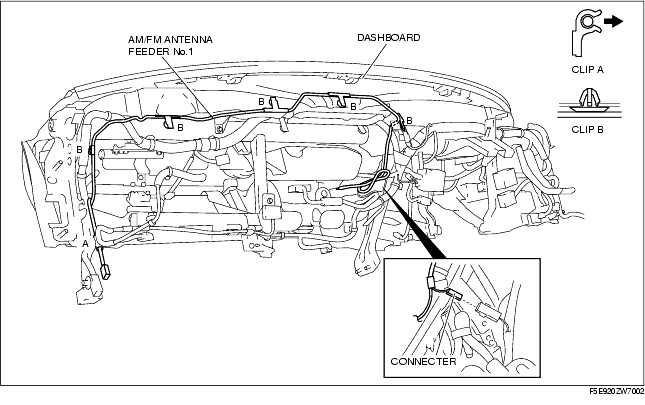 AM/FM ANTENNA
FEEDER No.1
DASHBOARD
CLIP A
CLIP B
B
B
B
B
B
A
CONNECTER
F5E920ZW7002